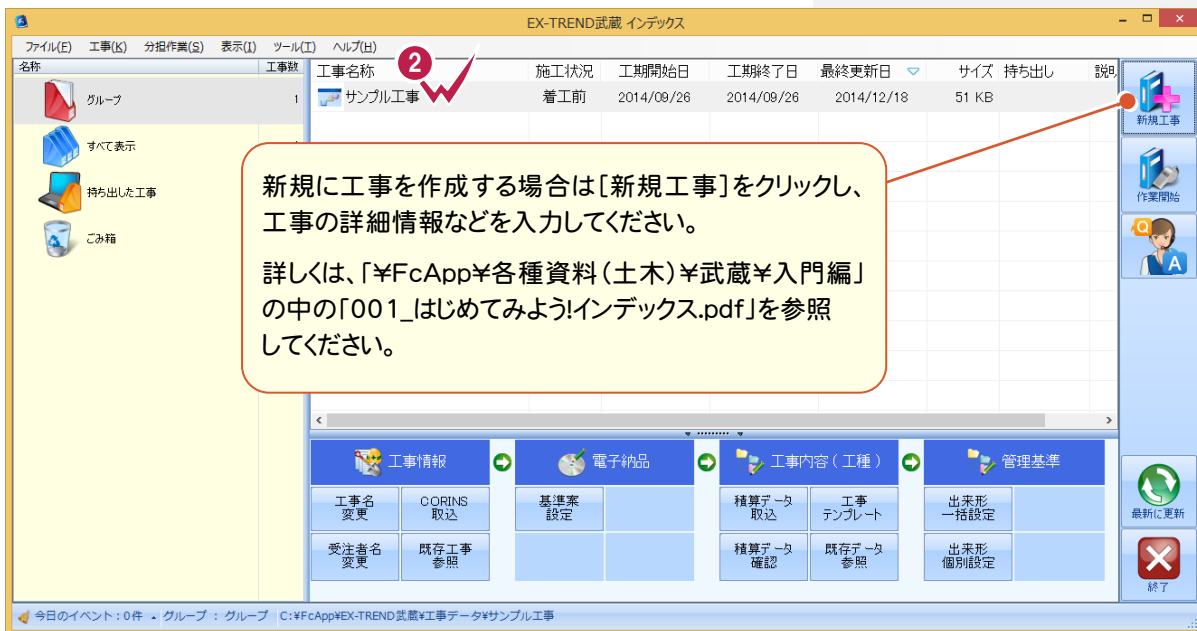 EX-TREND武蔵 インデックス
ファイル(F) 工事(K) 分担作業(S) 表示(I) ツール(T) ヘルプ(H)
名称 工事数
グループ 1
すべて表示
持ち出した工事
ごみ箱
工事名称 施工状況 工期開始日 工期終了日 最終更新日 サイズ 持ち出し 説明
2
サンプル工事 着工前 2014/09/26 2014/09/26 2014/12/18 51 KB
新規に工事を作成する場合は[新規工事]をクリックし、
工事の詳細情報などを入力してください。
詳しくは、「¥FcApp¥各種資料(土木)¥武蔵¥入門編」
の中の「001_はじめてみよう!インデックス.pdf」を参照
してください。
新規工事
作業開始
Q
A
最新に更新
終了
工事情報 電子納品 工事内容(工種) 管理基準
工事名
変更
CORINS
取込
基準案
設定
積算データ
取込
工事
テンプレート
出来形
一括設定
受注者名
変更
既存工事
参照
積算データ
確認
既存データ
参照
出来形
個別設定
今日のイベント:0件 グループ : グループ C:¥FcApp¥EX-TREND武蔵¥工事データ¥サンプル工事